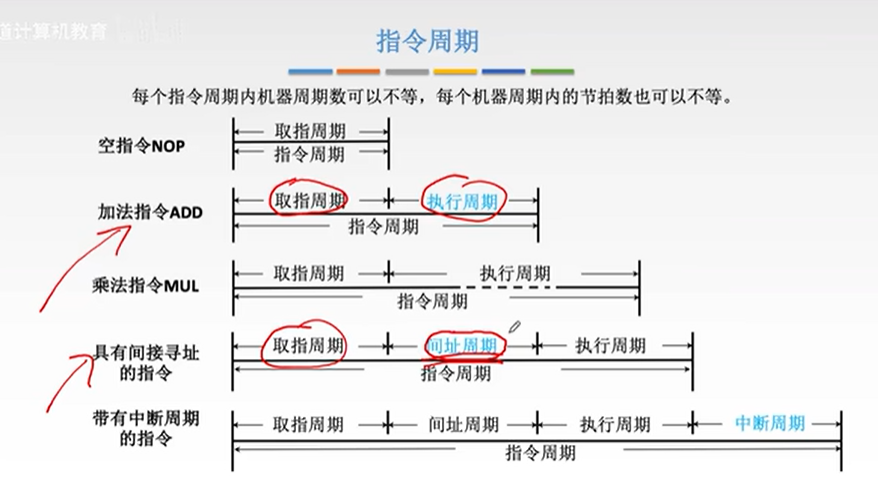 道计算机教育
指令周期
每个指令周期内机器周期数可以不等，每个机器周期内的节拍数也可以不等。
空指令NOP
取指周期
指令周期
加法指令ADD
取指周期 执行周期
指令周期
乘法指令MUL
取指周期 执行周期
指令周期
具有间接寻址
的指令
取指周期 间址周期 执行周期
指令周期
带有中断周期
的指令
取指周期 间址周期 执行周期 中断周期
指令周期